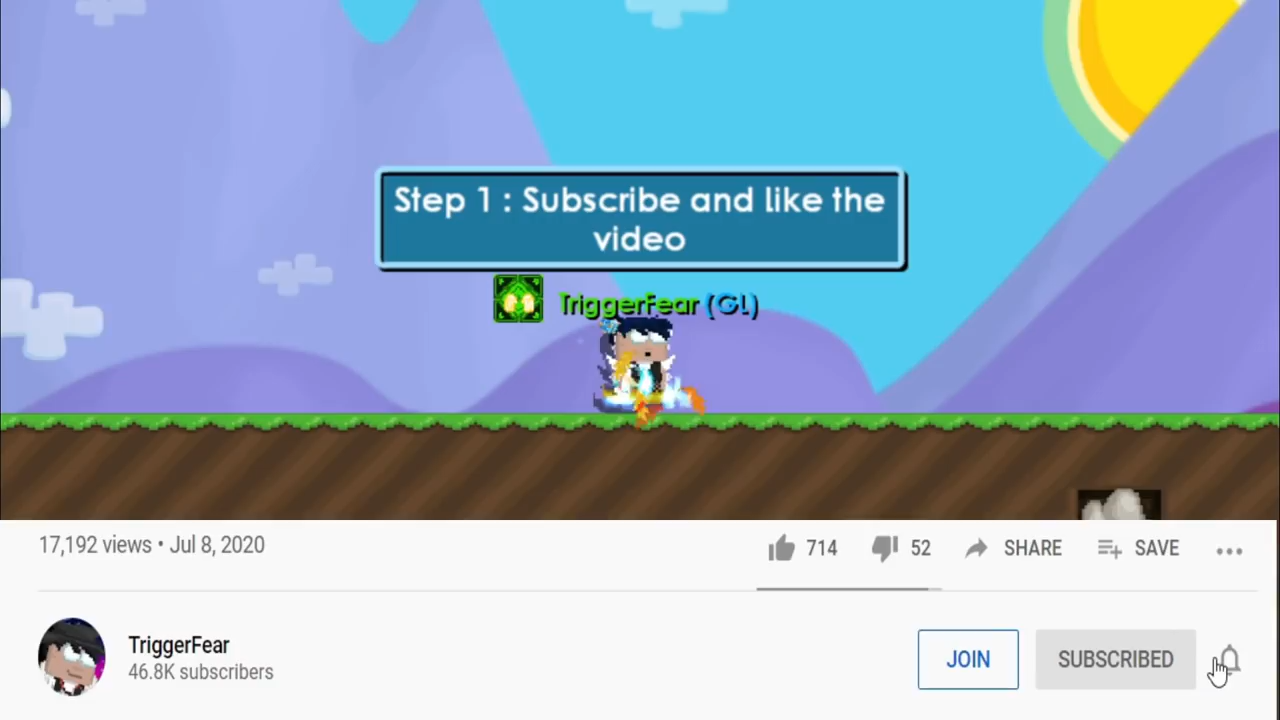 Step 1 : Subscribe and like the
video
TriggerFear (GL)
17,192 views • Jul 8, 2020
714
52
SHARE
SAVE
TriggerFear
46.8K subscribers
JOIN
SUBSCRIBED